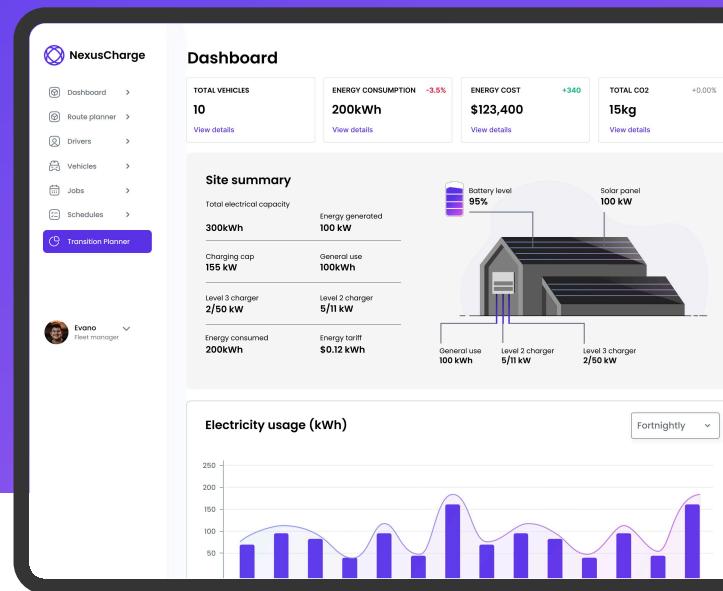 NexusCharge
Dashboard
Route planner
Drivers
Vehicles
Jobs
Schedules
Transition Planner
Evano
Fleet manager
Dashboard
TOTAL VEHICLES
10
View details
ENERGY CONSUMPTION -3.5%
200kWh
View details
ENERGY COST +340
$123,400
View details
TOTAL CO2 +0.00%
15kg
View details
Site summary
Total electrical capacity
300kWh
Energy generated
100 kW
Charging cap
155 kW
General use
100kWh
Level 3 charger
2/50 kW
Level 2 charger
5/11 kW
Energy consumed
200kWh
Energy tariff
$0.12 kWh
Battery level
95%
Solar panel
100 kW
General use
100 kWh
Level 2 charger
5/11 kW
Level 3 charger
2/50 kW
Electricity usage (kWh)
Fortnightly
250
200
150
100
50